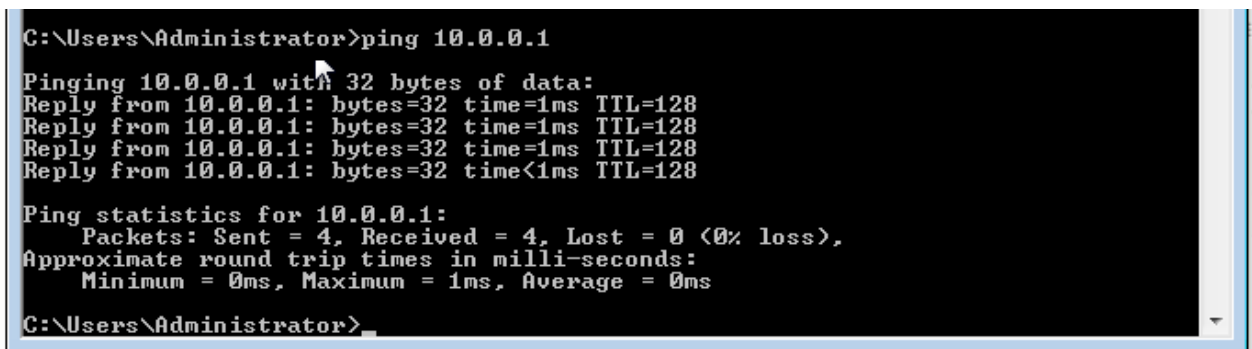 C:\Users\Administrator>ping 10.0.0.1
Pinging 10.0.0.1 with 32 bytes of data:
Reply from 10.0.0.1: bytes=32 time=1ms TTL=128
Reply from 10.0.0.1: bytes=32 time=1ms TTL=128
Reply from 10.0.0.1: bytes=32 time=1ms TTL=128
Reply from 10.0.0.1: bytes=32 time<1ms TTL=128
Ping statistics for 10.0.0.1:
    Packets: Sent = 4, Received = 4, Lost = 0 (0% loss),
Approximate round trip times in milli-seconds:
    Minimum = 0ms, Maximum = 1ms, Average = 0ms
C:\Users\Administrator>_